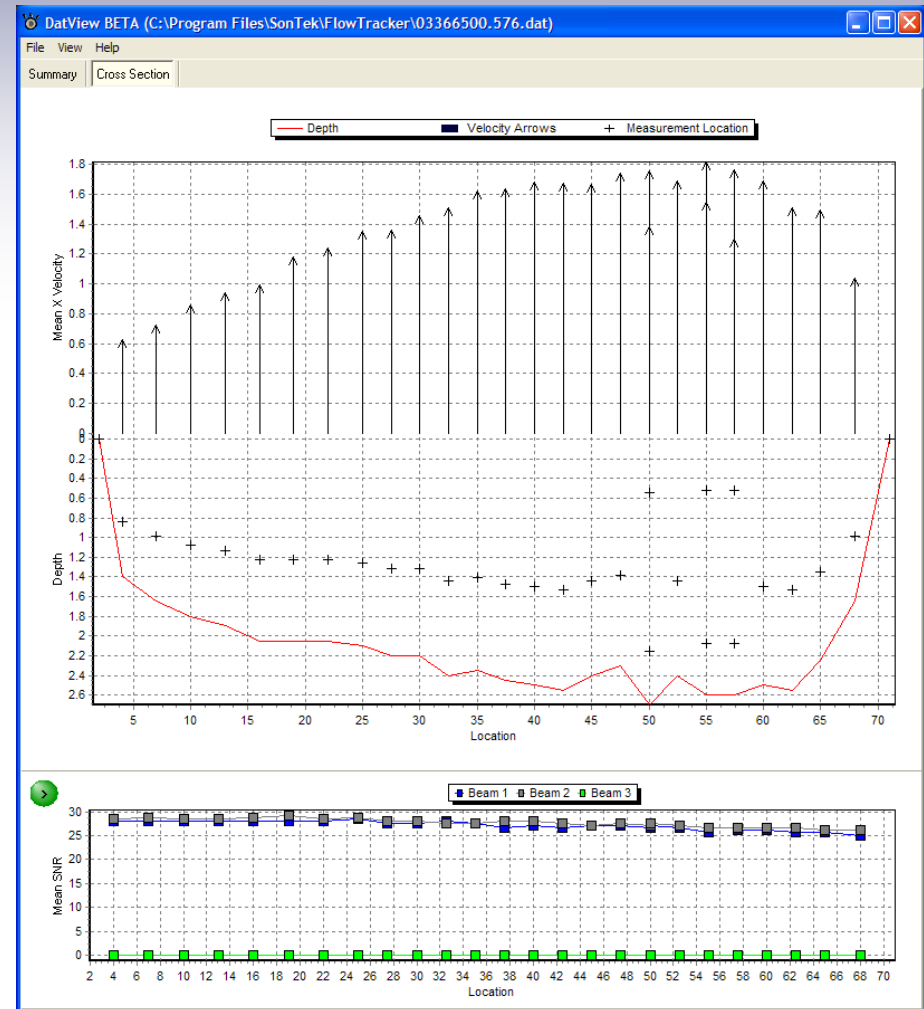 DatView BETA (C:\Program Files\SonTek\FlowTracker\03366500.576.dat)
File View Help
Summary Cross Section
Depth Velocity Arrows Measurement Location
Mean X Velocity
1.8
1.6
1.4
1.2
1
0.8
0.6
0.4
0.2
0
Depth
0
0.2
0.4
0.6
0.8
1
1.2
1.4
1.6
1.8
2
2.2
2.4
2.6
5 10 15 20 25 30 35 40 45 50 55 60 65 70
Location
Beam 1 Beam 2 Beam 3
Mean SNR
30
25
20
15
10
5
0
2 4 6 8 10 12 14 16 18 20 22 24 26 28 30 32 34 36 38 40 42 44 46 48 50 52 54 56 58 60 62 64 66 68 70
Location